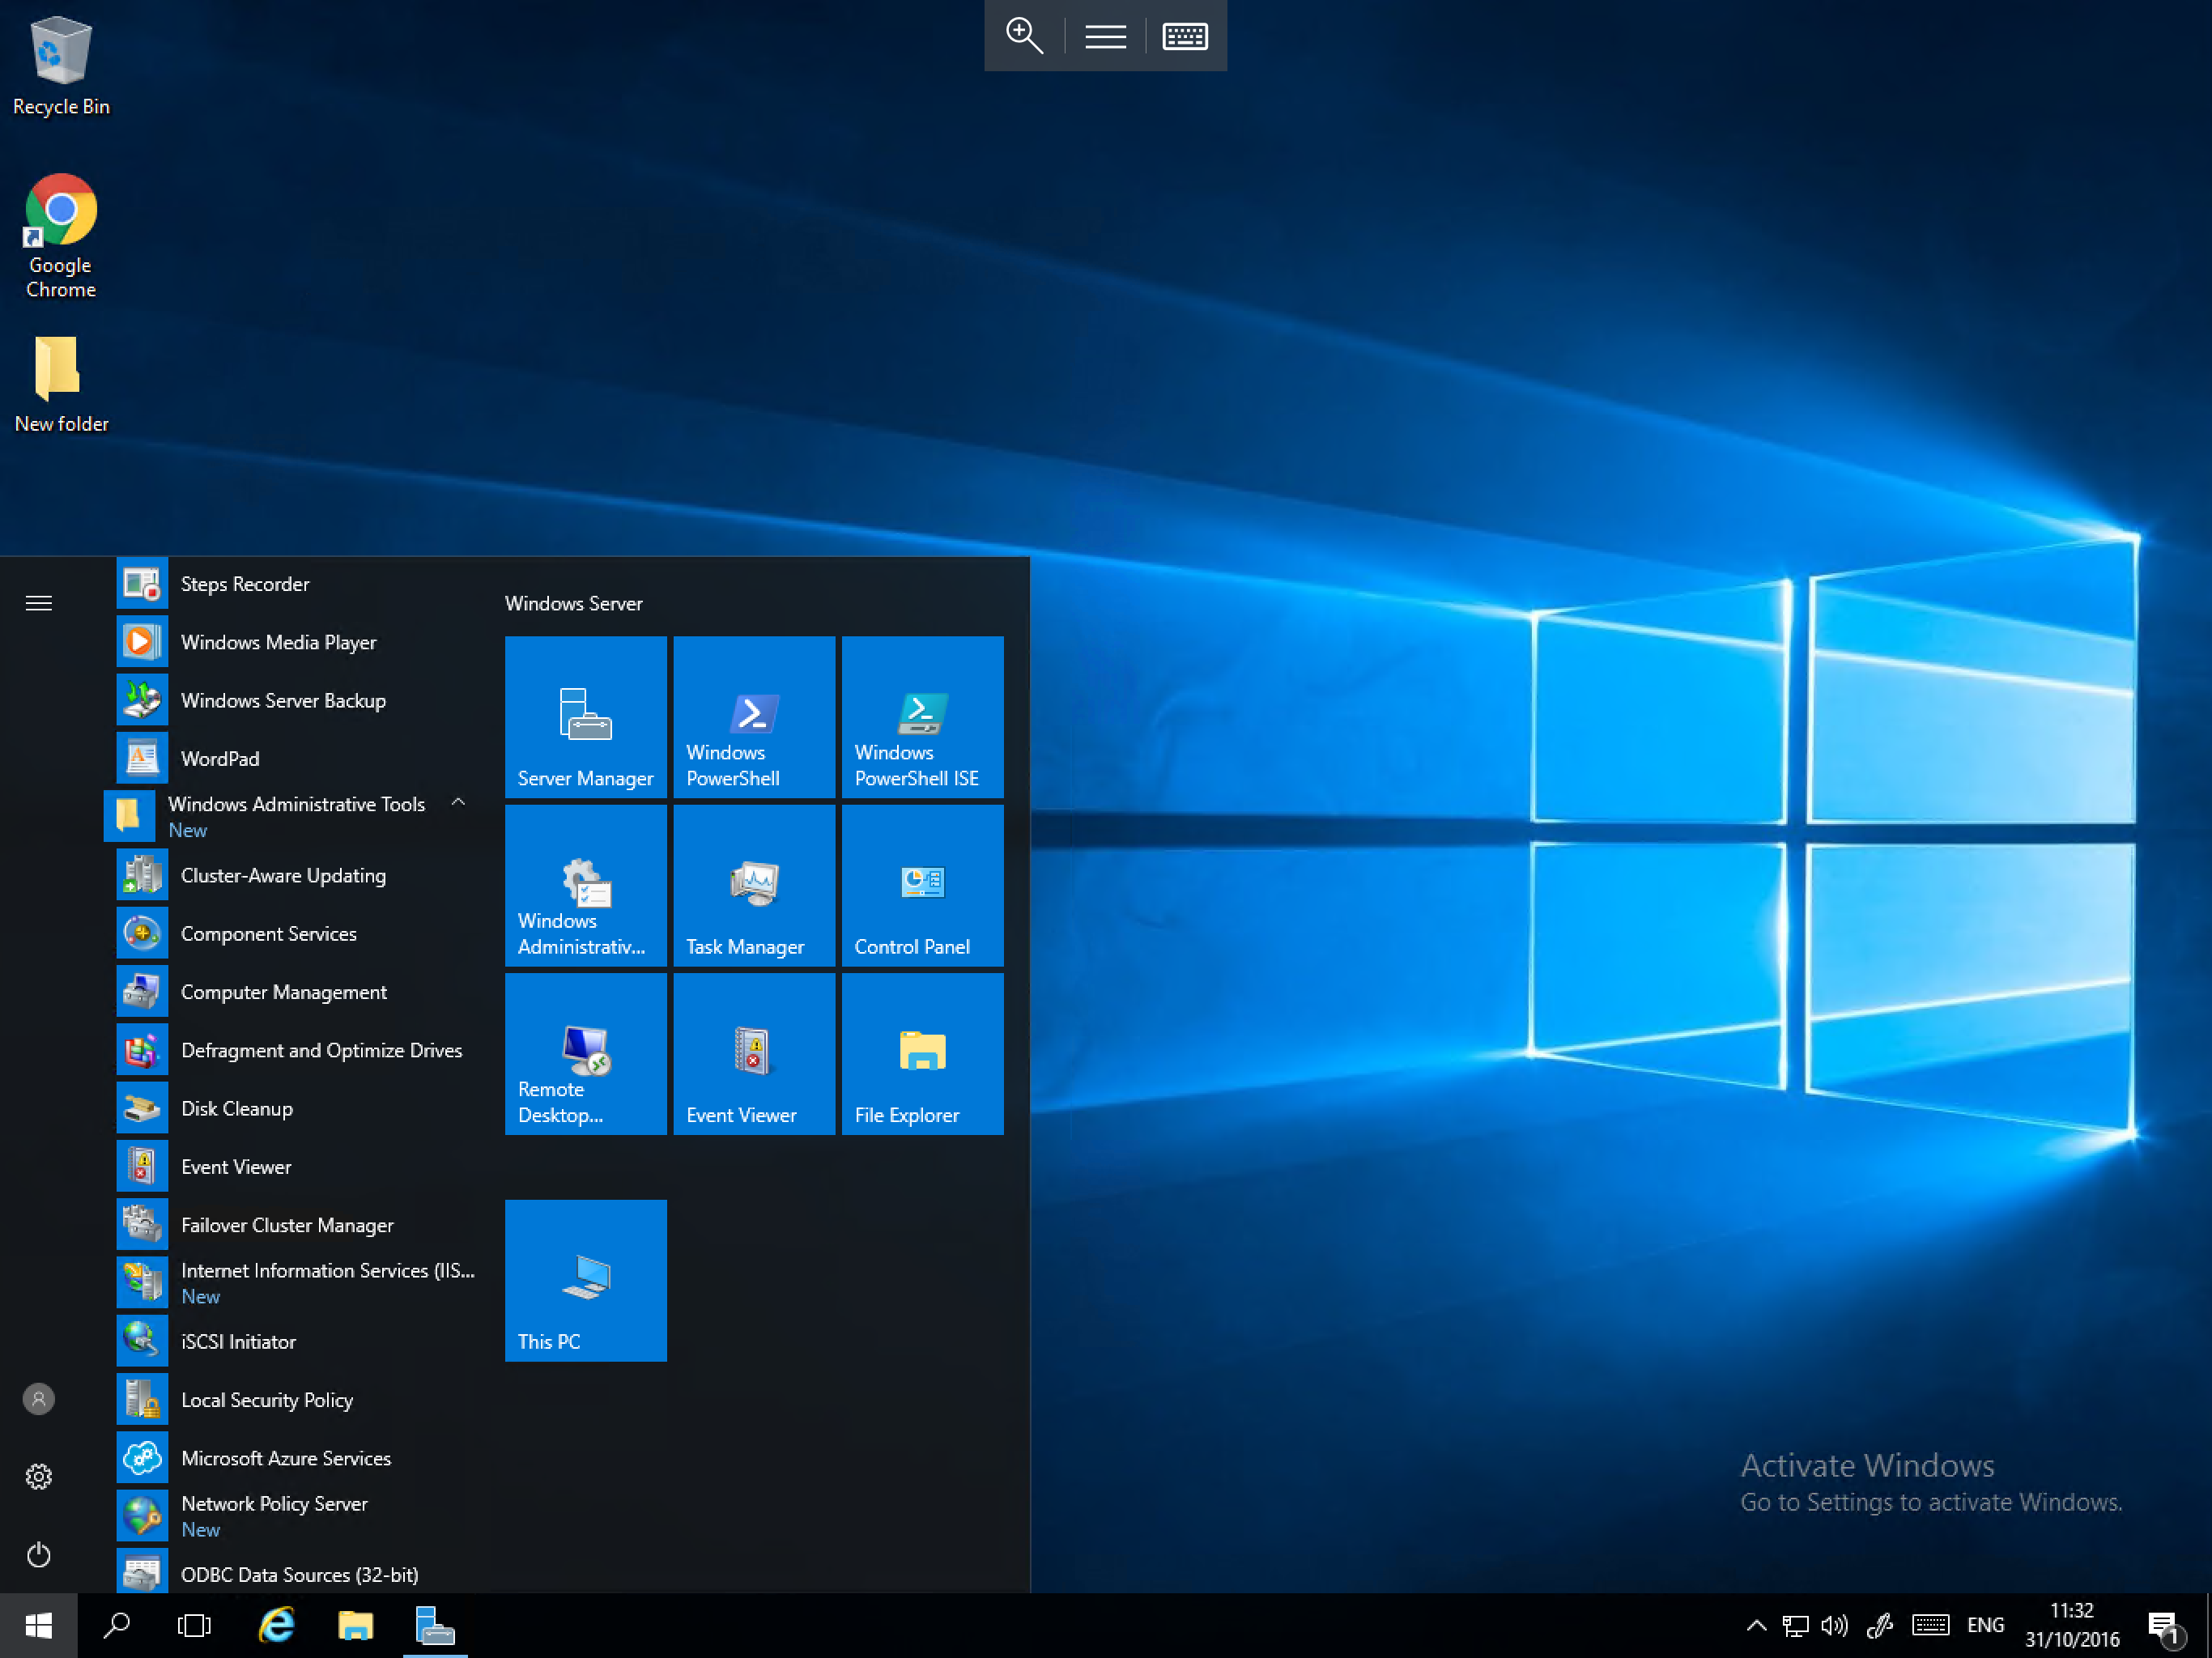 Recycle Bin
Google
Chrome
New folder
Steps Recorder
Windows Media Player
Windows Server Backup
WordPad
Windows Administrative Tools
New
Cluster-Aware Updating
Component Services
Computer Management
Defragment and Optimize Drives
Disk Cleanup
Event Viewer
Failover Cluster Manager
Internet Information Services (IIS...
New
iSCSI Initiator
Local Security Policy
Microsoft Azure Services
Network Policy Server
New
ODBC Data Sources (32-bit)
Windows Server
Server Manager
Windows
PowerShell
Windows
PowerShell ISE
Windows
Administrativ...
Task Manager
Control Panel
Remote
Desktop...
Event Viewer
File Explorer
This PC
Activate Windows
Go to Settings to activate Windows.
ENG
11:32
31/10/2016
1